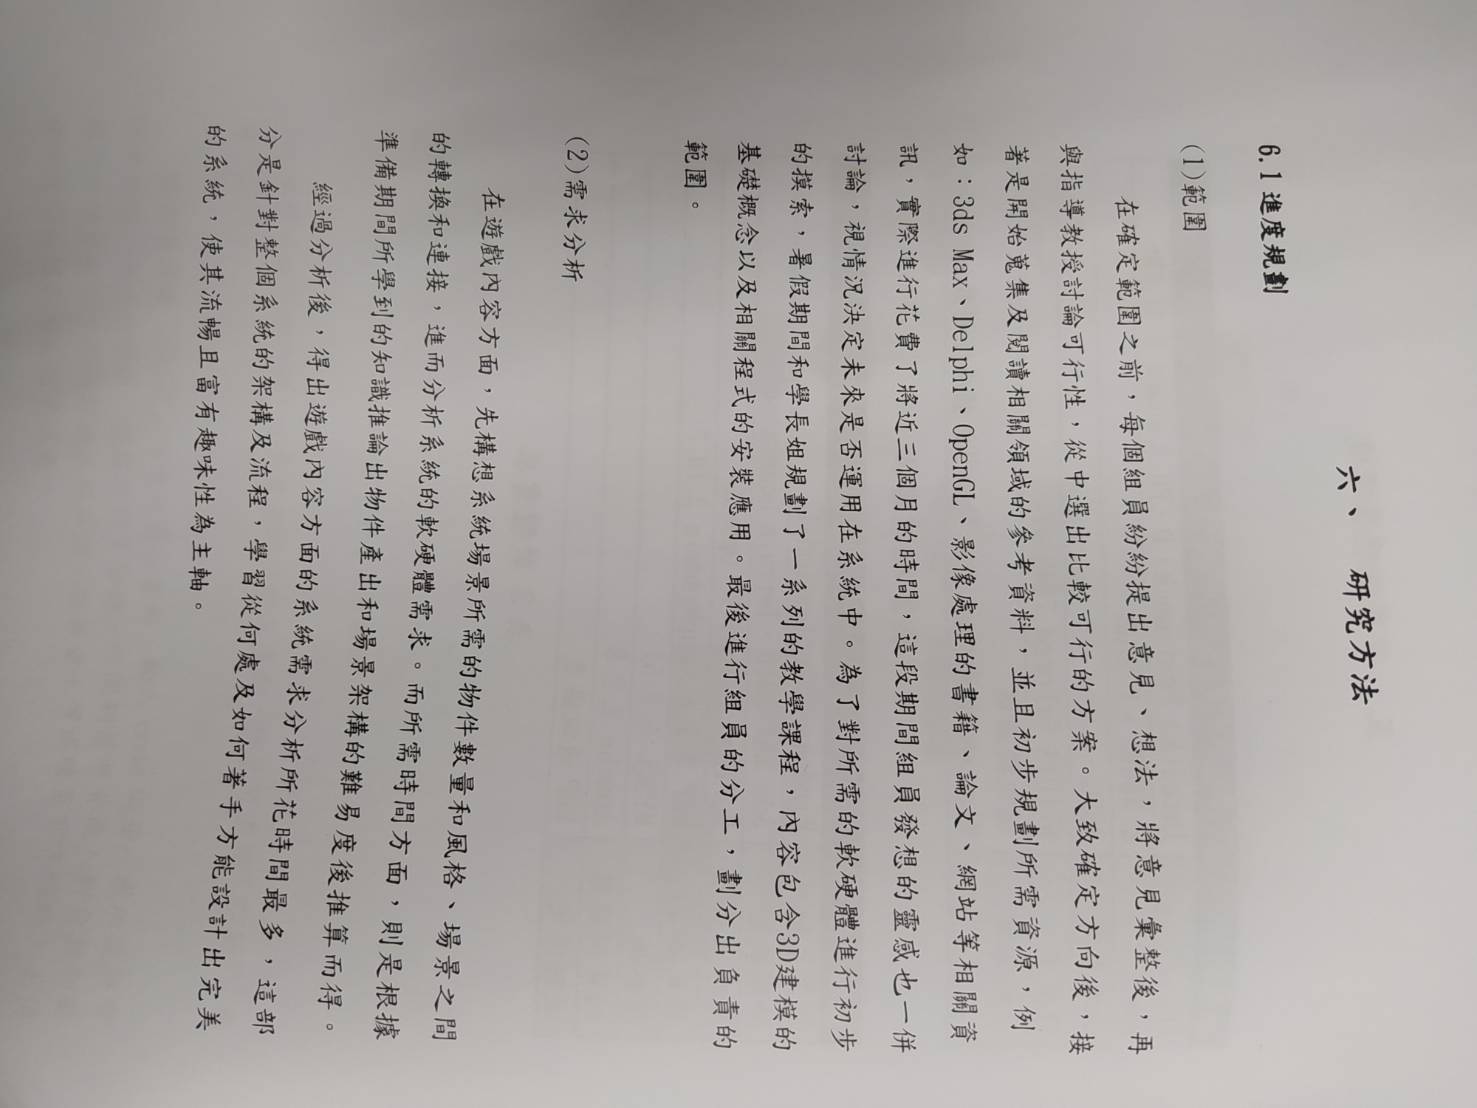 六、 研究方法
6.1 進度規劃
(1)範圍
在確定範圍之前，每個組員紛紛提出意見、想法，將意見彙整後，再
與指導教授討論可行性，從中選出比較可行的方案。大致確定方向後，接
著是開始蒐集及閱讀相關領域的參考資料，並且初步規劃所需資源，例
如：3ds Max、Delphi、OpenGL、影像處理的書籍、論文、網站等相關資
訊，實際進行花費了將近三個月的時間，這段期間組員發想的靈感也一併
討論，視情況決定未來是否運用在系統中。為了對所需的軟硬體進行初步
的摸索，暑假期間和學長姐規劃了一系列的教學課程，內容包含3D建模的
基礎概念以及相關程式的安裝應用。最後進行組員的分工，劃分出負責的
範圍。
(2)需求分析
在遊戲內容方面，先構想系統場景所需的物件數量和風格、場景之間
的轉換和連接，進而分析系統的軟硬體需求。而所需時間方面，則是根據
準備期間所學到的知識推論出物件產出和場景架構的難易度後推算而得。
經過分析後，得出遊戲內容方面的系統需求分析所花時間最多，這部
分是針對整個系統的架構及流程，學習從何處及如何著手方能設計出完美
的系統，使其流暢且富有趣味性為主軸。